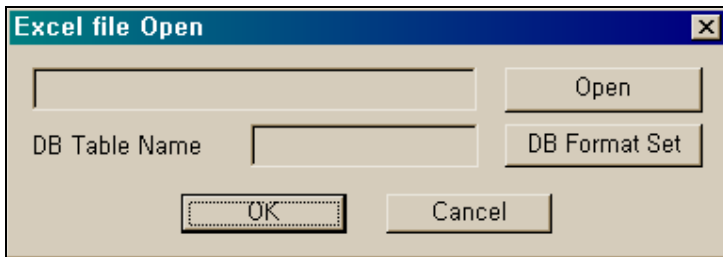 Excel file Open
Open
DB Table Name
DB Format Set
OK
Cancel